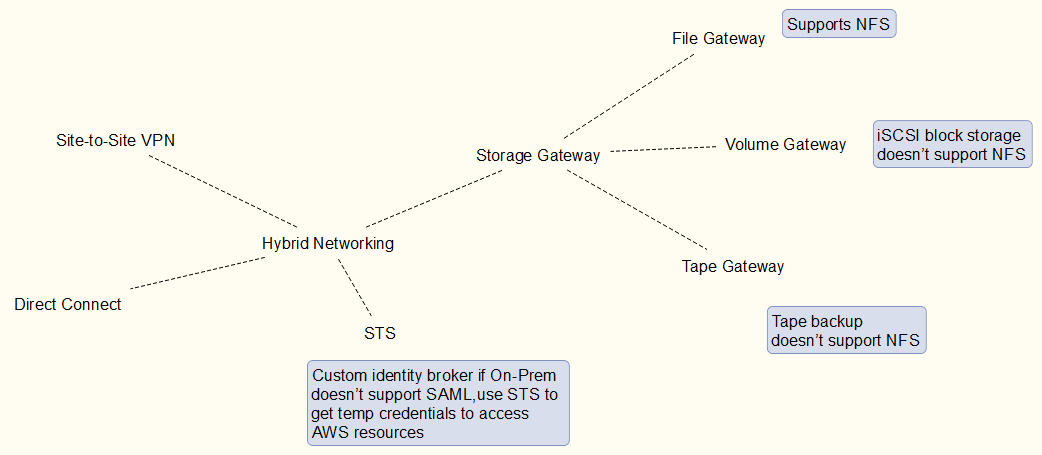 File Gateway
Supports NFS
Site-to-Site VPN
Storage Gateway
Volume Gateway
iSCSI block storage
doesn’t support NFS
Hybrid Networking
Tape Gateway
Direct Connect
STS
Tape backup
doesn’t support NFS
Custom identity broker if On-Prem
doesn’t support SAML,use STS to
get temp credentials to access
AWS resources